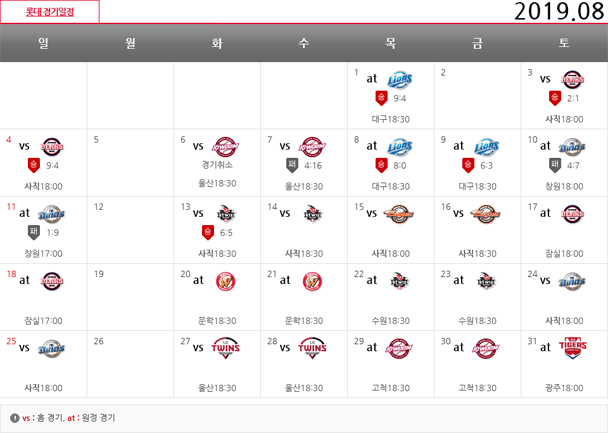 롯데 경기일정
2019.08
일 월 화 수 목 금 토
1 at Lions
승 9:4
대구18:30
2
3 vs BEARS
승 2:1
사직18:00
4 vs BEARS
승 9:4
사직18:00
5
6 vs
경기취소
울산18:30
7 vs
패 4:16
울산18:30
8 at Lions
승 8:0
대구18:30
9 at Lions
승 6:3
대구18:30
10 at Dinos
패 4:7
창원18:00
11 at Dinos
패 1:9
창원17:00
12
13 vs
승 6:5
사직18:30
14 vs
사직18:30
15 vs
사직18:00
16 vs
사직18:30
17 at BEARS
잠실18:00
18 at BEARS
잠실17:00
19
20 at
문학18:30
21 at
문학18:30
22 at
수원18:30
23 at
수원18:30
24 vs Dinos
사직18:00
25 vs Dinos
사직18:00
26
27 vs TWINS
울산18:30
28 vs TWINS
울산18:30
29 at
고척18:30
30 at
고척18:30
31 at TIGERS
광주18:00
vs : 홈 경기, at : 원정 경기